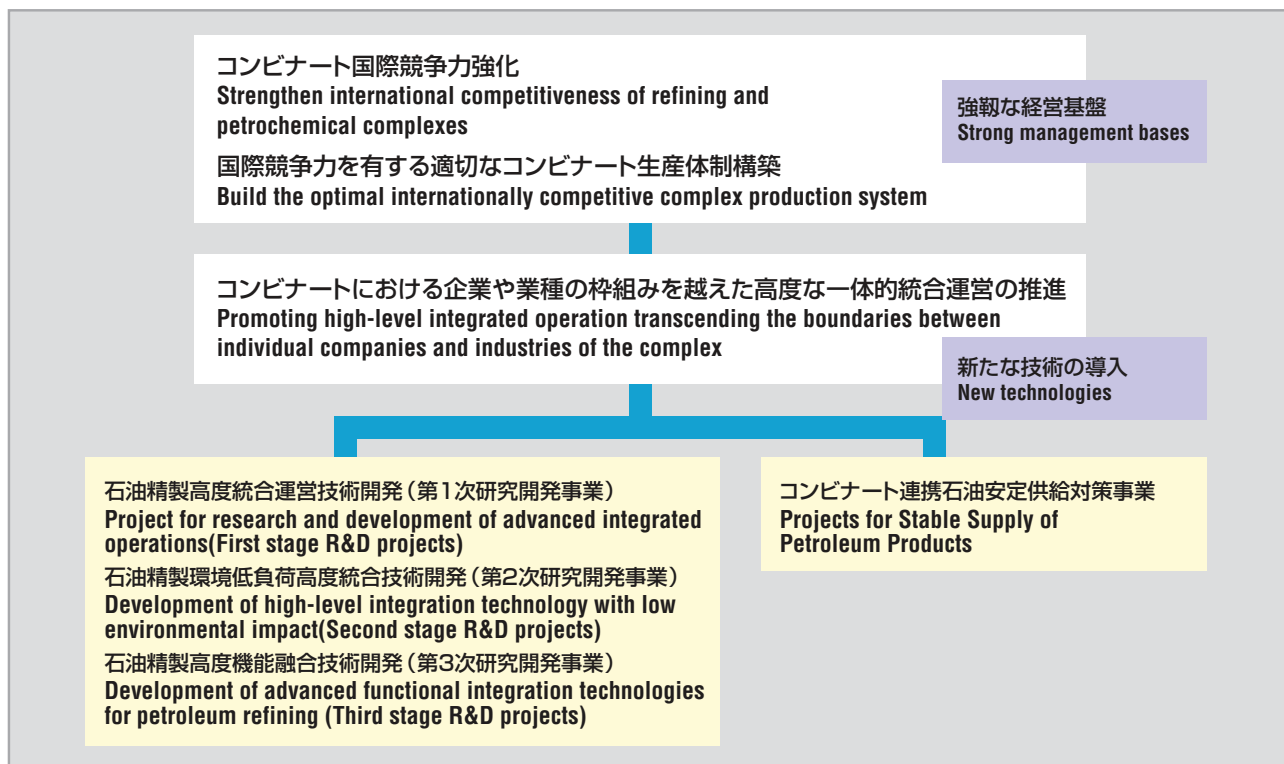 コンビナート国際競争力強化
Strengthen international competitiveness of refining and
petrochemical complexes
国際競争力を有する適切なコンビナート生産体制構築
Build the optimal internationally competitive complex production system
強靱な経営基盤
Strong management bases
コンビナートにおける企業や業種の枠組みを越えた高度な一体的統合運営の推進
Promoting high-level integrated operation transcending the boundaries between
individual companies and industries of the complex
新たな技術の導入
New technologies
石油精製高度統合運営技術開発（第1次研究開発事業）
Project for research and development of advanced integrated
operations(First stage R&D projects)
石油精製環境低負荷高度統合技術開発（第2次研究開発事業）
Development of high-level integration technology with low
environmental impact(Second stage R&D projects)
石油精製高度機能融合技術開発（第3次研究開発事業）
Development of advanced functional integration technologies
for petroleum refining (Third stage R&D projects)
コンビナート連携石油安定供給対策事業
Projects for Stable Supply of
Petroleum Products